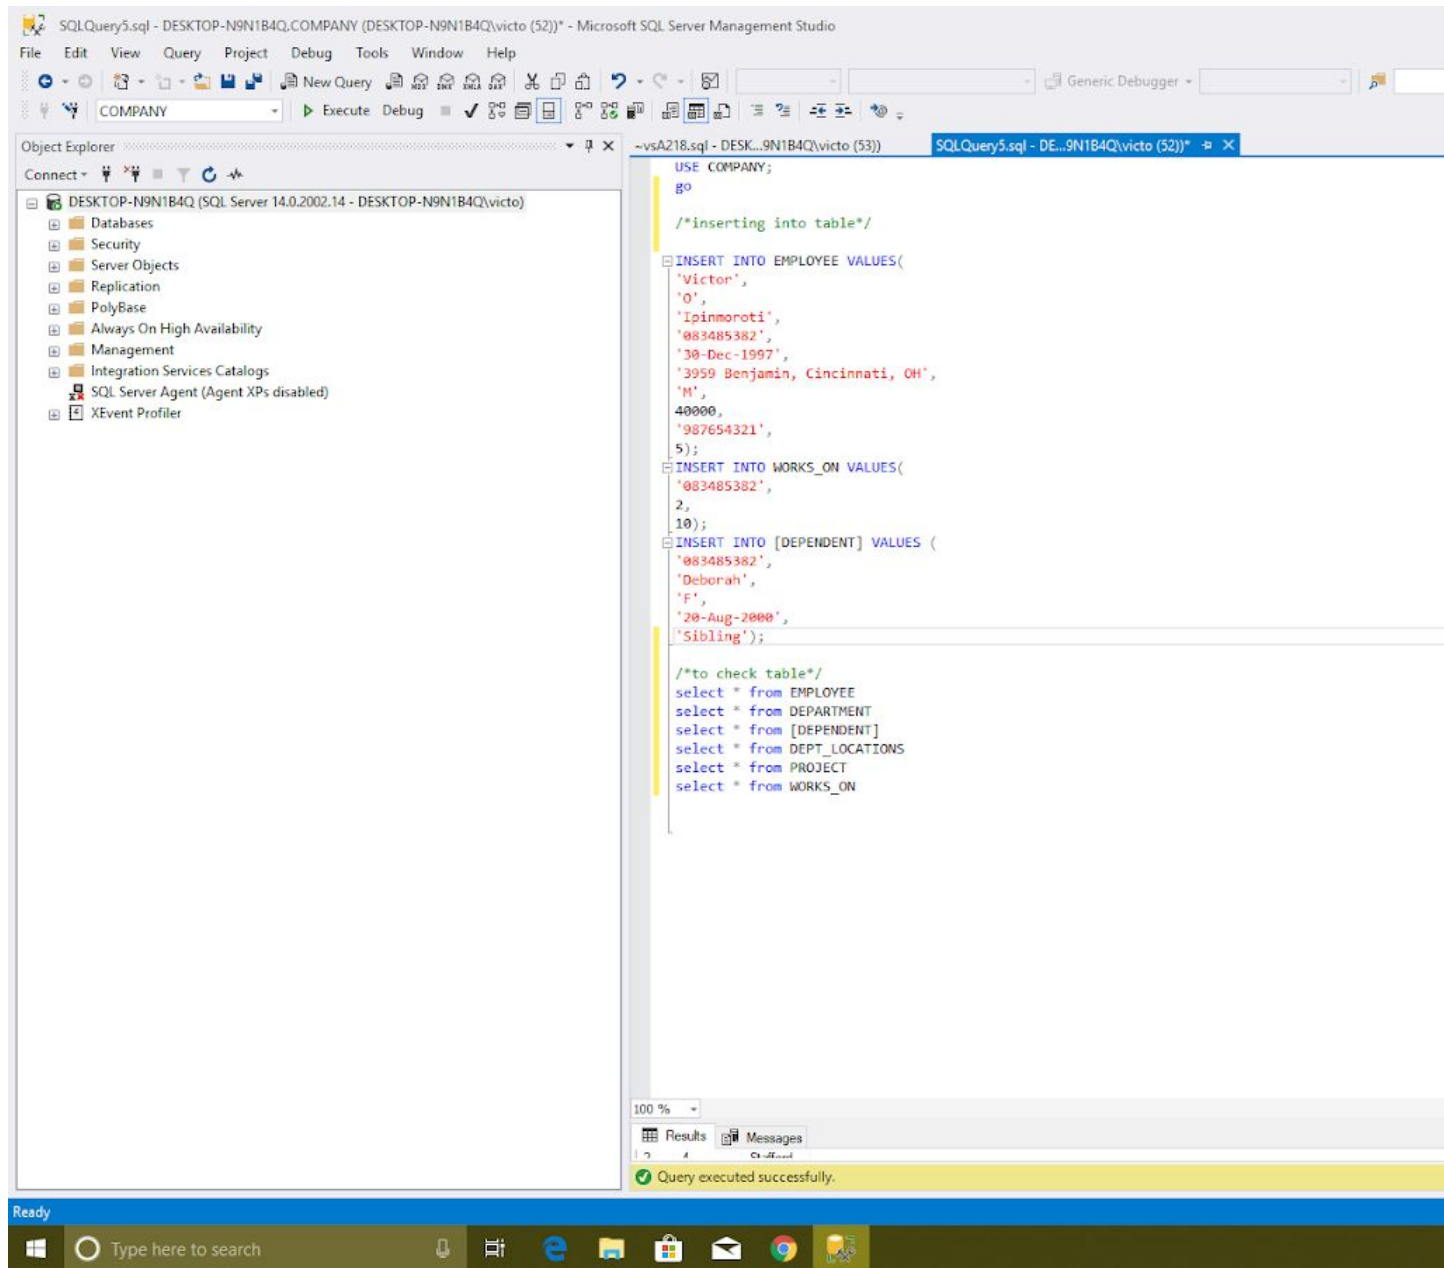 SQLQuery5.sql - DESKTOP-N9N1B4Q.COMPANY (DESKTOP-N9N1B4Q\victo (52))* - Microsoft SQL Server Management Studio
File Edit View Query Project Debug Tools Window Help
New Query MDX DMX XMLA DAX Generic Debugger
COMPANY Execute Debug
Object Explorer
Connect
DESKTOP-N9N1B4Q (SQL Server 14.0.2002.14 - DESKTOP-N9N1B4Q\victo)
Databases
Security
Server Objects
Replication
PolyBase
Always On High Availability
Management
Integration Services Catalogs
SQL Server Agent (Agent XPs disabled)
XEvent Profiler
~vsA218.sql - DESK...9N1B4Q\victo (53)) SQLQuery5.sql - DE...9N1B4Q\victo (52))*
USE COMPANY;
go
/*inserting into table*/
INSERT INTO EMPLOYEE VALUES(
'Victor',
'O',
'Ipinmoroti',
'083485382',
'30-Dec-1997',
'3959 Benjamin, Cincinnati, OH',
'M',
40000,
'987654321',
5);
INSERT INTO WORKS_ON VALUES(
'083485382',
2,
10);
INSERT INTO [DEPENDENT] VALUES (
'083485382',
'Deborah',
'F',
'20-Aug-2000',
'Sibling');
/*to check table*/
select * from EMPLOYEE
select * from DEPARTMENT
select * from [DEPENDENT]
select * from DEPT_LOCATIONS
select * from PROJECT
select * from WORKS_ON
100 %
Results Messages
Query executed successfully.
Ready
Type here to search